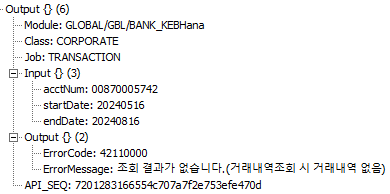 Output {} (6)
Module: GLOBAL/GBL/BANK_KEBHana
Class: CORPORATE
Job: TRANSACTION
Input {} (3)
acctNum: 00870005742
startDate: 20240516
endDate: 20240816
Output {} (2)
ErrorCode: 42110000
ErrorMessage: 조회 결과가 없습니다.(거래내역조회 시 거래내역 없음)
API_SEQ: 7201283166554c707a7f2e753efe470d